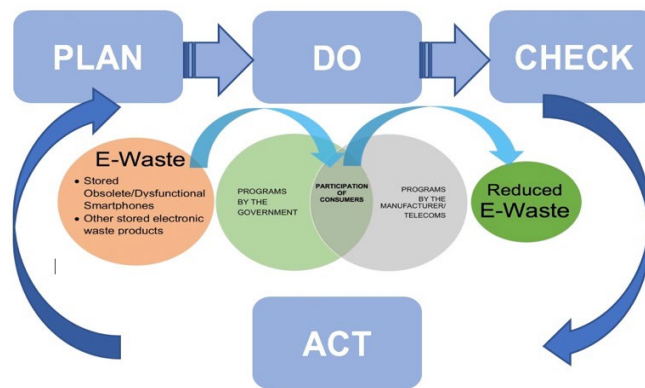 PLAN
DO
CHECK
E-Waste
• Stored
Obsolete/Dysfunctional
Smartphones
• Other stored electronic
waste products
PROGRAMS
BY THE
GOVERNMENT
PARTICIPATION
OF
CONSUMERS
PROGRAMS
BY THE
MANUFACTURER/
TELECOMS
Reduced
E-Waste
ACT